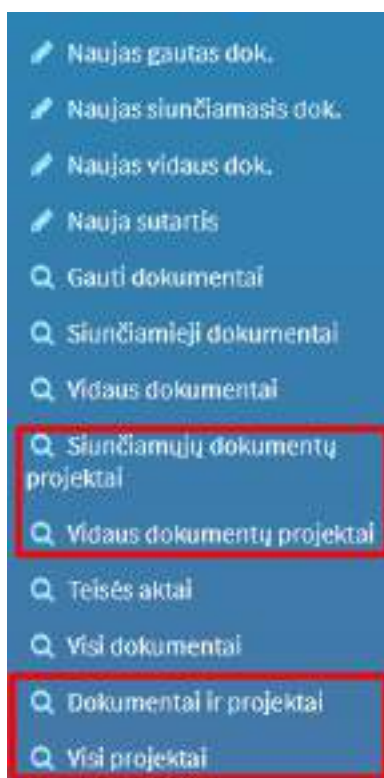 Naujas gautas dok.
Naujas siunčiamasis dok.
Naujas vidaus dok.
Nauja sutartis
Gauti dokumentai
Siunčiamieji dokumentai
Vidaus dokumentai
Siunčiamųjų dokumentų
projektai
Vidaus dokumentų projektai
Teisės aktai
Visi dokumentai
Dokumentai ir projektai
Visi projektai